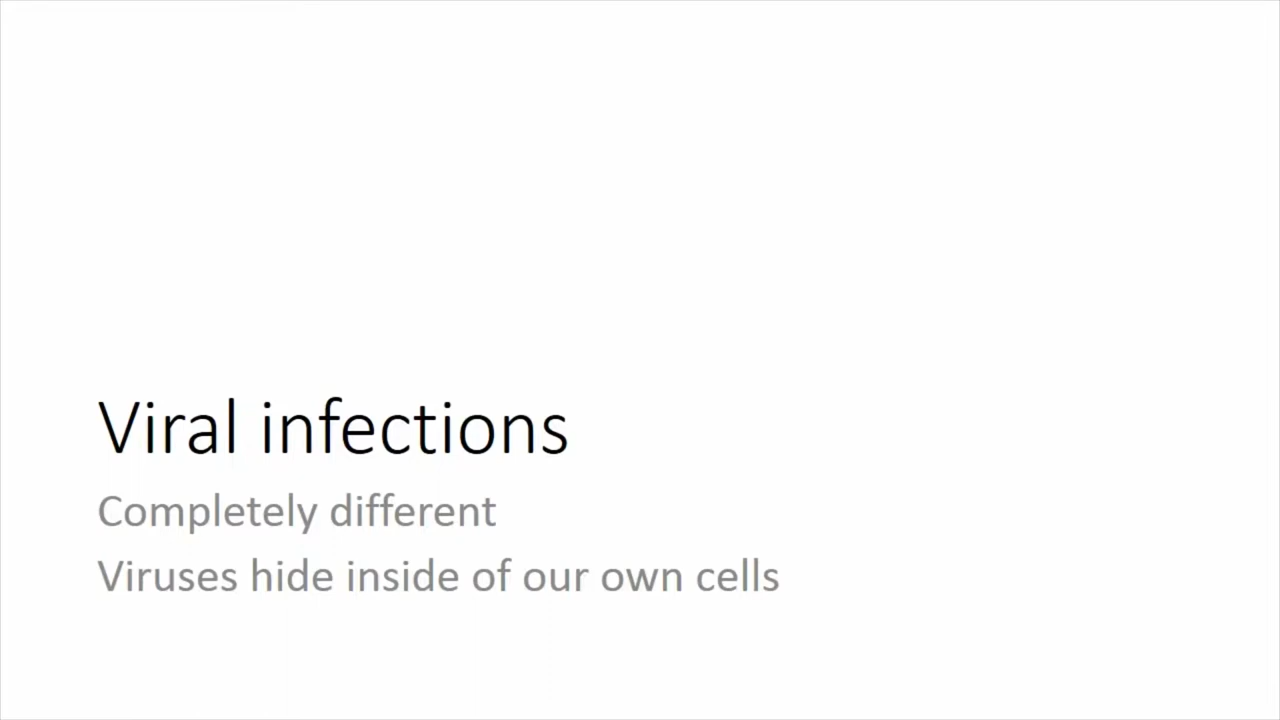 Viral infections
Completely different
Viruses hide inside of our own cells